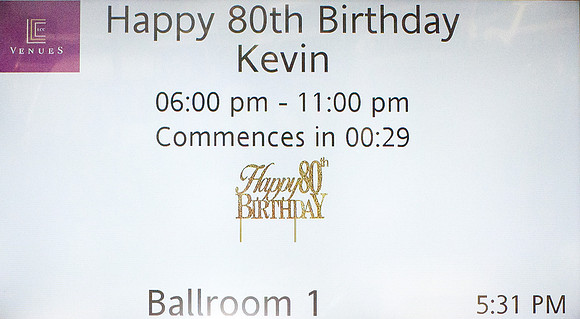 VENUES
Happy 80th Birthday
Kevin
06:00 pm - 11:00 pm
Commences in 00:29
Happy 80th
BIRTHDAY
Ballroom 1
5:31 PM